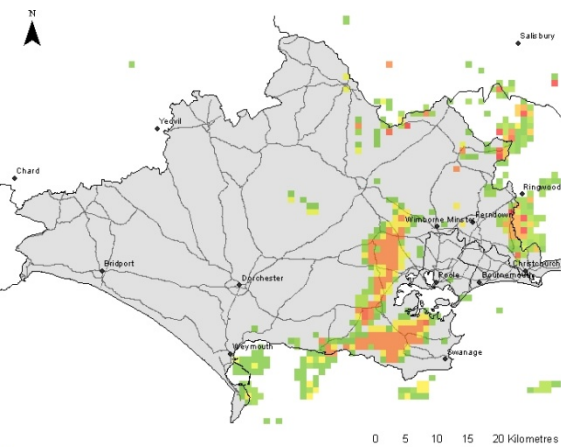 N
Salisbury
Yeovil
Chard
Ringwood
Wimborne Minster
Ferndown
Christchurch
Bridport
Dorchester
Poole
Bournemouth
Weymouth
Swanage
0 5 10 15 20 Kilometres